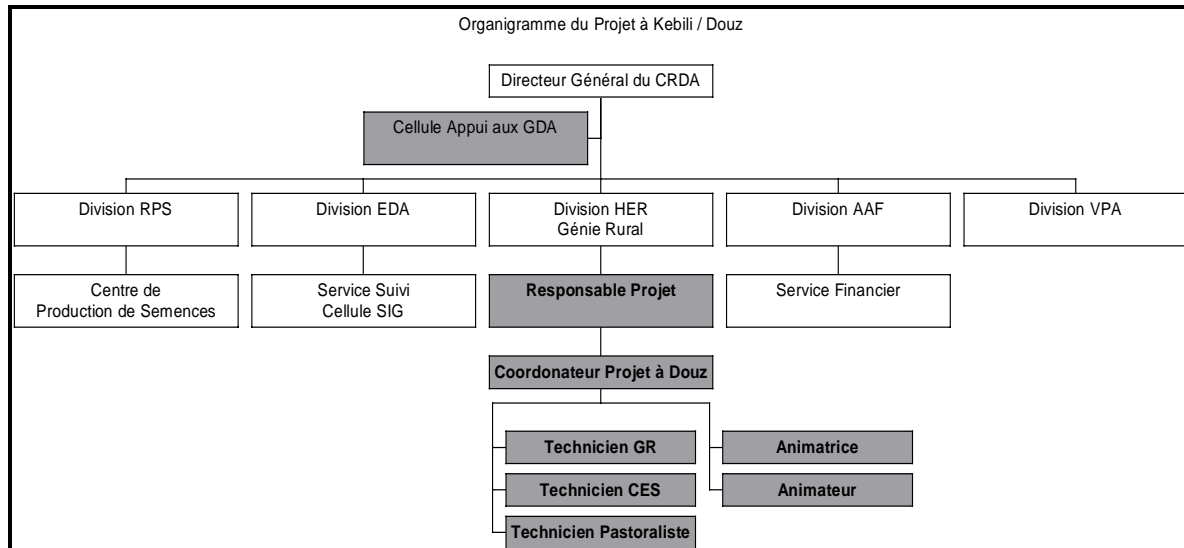 Organigramme du Projet à Kebili / Douz
Directeur Général du CRDA
Cellule Appui aux GDA
Division RPS
Division EDA
Division HER
Génie Rural
Division AAF
Division VPA
Centre de
Production de Semences
Service Suivi
Cellule SIG
Responsable Projet
Service Financier
Coordonateur Projet à Douz
Technicien GR
Animatrice
Technicien CES
Animateur
Technicien Pastoraliste